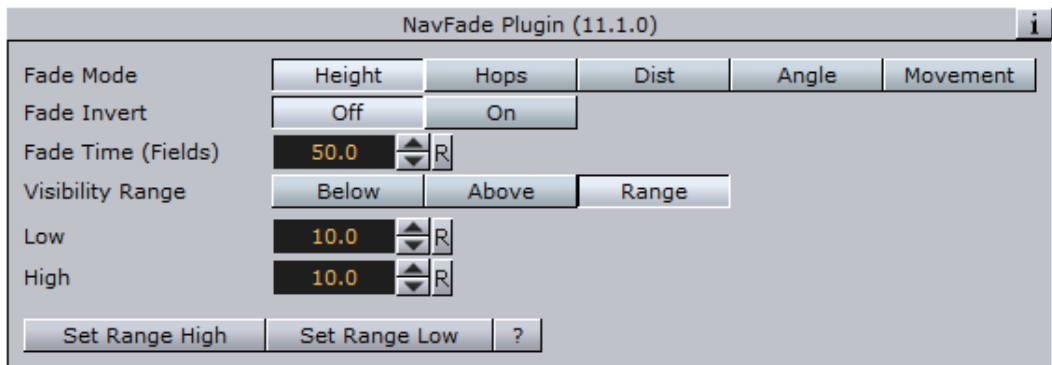 NavFade Plugin (11.1.0) i
Fade Mode Height Hops Dist Angle Movement
Fade Invert Off On
Fade Time (Fields) 50.0 R
Visibility Range Below Above Range
Low 10.0 R
High 10.0 R
Set Range High Set Range Low ?